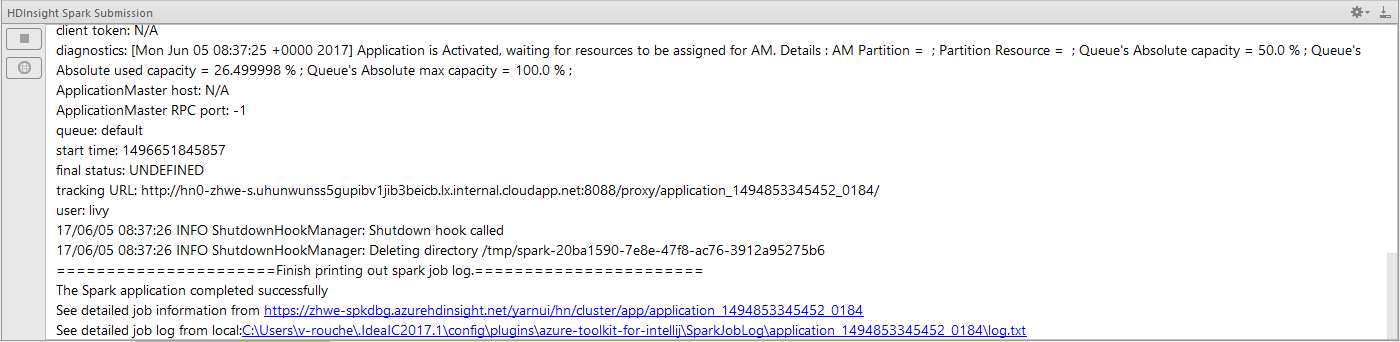 HDInsight Spark Submission
client token: N/A
diagnostics: [Mon Jun 05 08:37:25 +0000 2017] Application is Activated, waiting for resources to be assigned for AM. Details : AM Partition =  ; Partition Resource =  ; Queue's Absolute capacity = 50.0 % ; Queue's
Absolute used capacity = 26.499998 % ; Queue's Absolute max capacity = 100.0 % ;
ApplicationMaster host: N/A
ApplicationMaster RPC port: -1
queue: default
start time: 1496651845857
final status: UNDEFINED
tracking URL: http://hn0-zhwe-s.uhunwunss5gupibv1jib3beicb.lx.internal.cloudapp.net:8088/proxy/application_1494853345452_0184/
user: livy
17/06/05 08:37:26 INFO ShutdownHookManager: Shutdown hook called
17/06/05 08:37:26 INFO ShutdownHookManager: Deleting directory /tmp/spark-20ba1590-7e8e-47f8-ac76-3912a95275b6
======================Finish printing out spark job log.=======================
The Spark application completed successfully
See detailed job information from https://zhwe-spkdbg.azurehdinsight.net/yarnui/hn/cluster/app/application_1494853345452_0184
See detailed job log from local:C:\Users\v-rouche\.IdeaIC2017.1\config\plugins\azure-toolkit-for-intellij\SparkJobLog\application_1494853345452_0184\log.txt